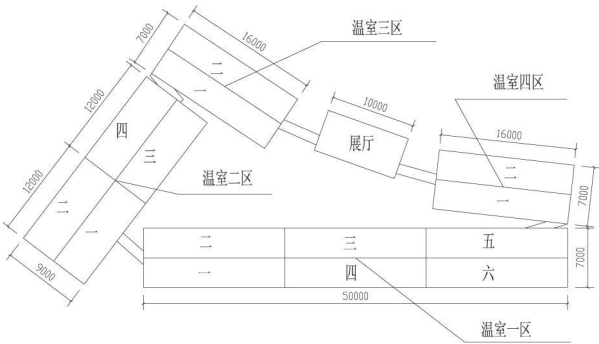 温室三区
7000
16000
二
一
10000
展厅
温室四区
16000
二
一
7000
12000
四
三
12000
二
一
温室二区
9000
二
三
五
一
四
六
7000
50000
温室一区